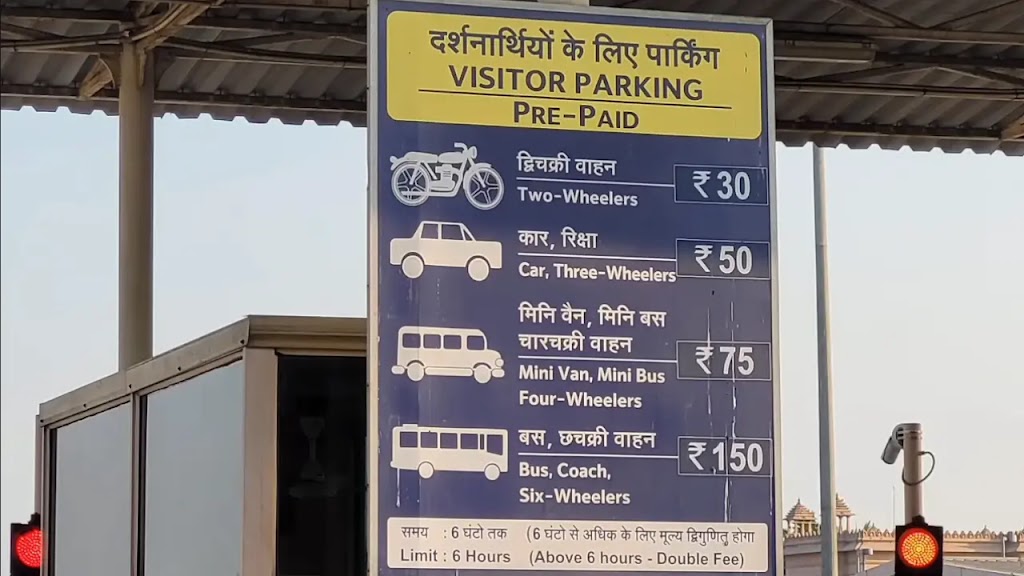 दर्शनार्थियों के लिए पार्किंग
VISITOR PARKING
PRE-PAID
द्विचक्री वाहन
Two-Wheelers
₹ 30
कार, रिक्षा
Car, Three-Wheelers
₹ 50
मिनि वैन, मिनि बस
चारचक्री वाहन
Mini Van, Mini Bus
Four-Wheelers
₹ 75
बस, छचक्री वाहन
Bus, Coach,
Six-Wheelers
₹ 150
समय : 6 घंटो तक (6 घंटो से अधिक के लिए मूल्य द्विगुणित होगा
Limit : 6 Hours (Above 6 hours - Double Fee)